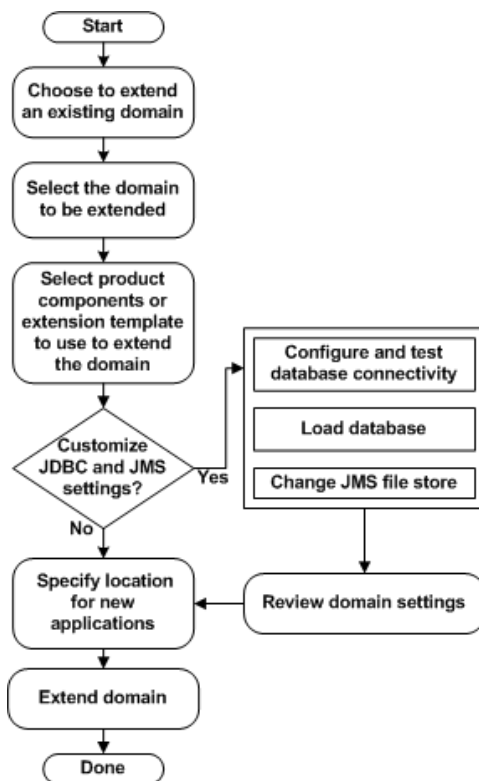 Start
Choose to extend
an existing domain
Select the domain
to be extended
Select product
components or
extension template
to use to extend
the domain
Customize
JDBC and JMS
settings?
Yes
No
Configure and test
database connectivity
Load database
Change JMS file store
Review domain settings
Specify location
for new
applications
Extend domain
Done